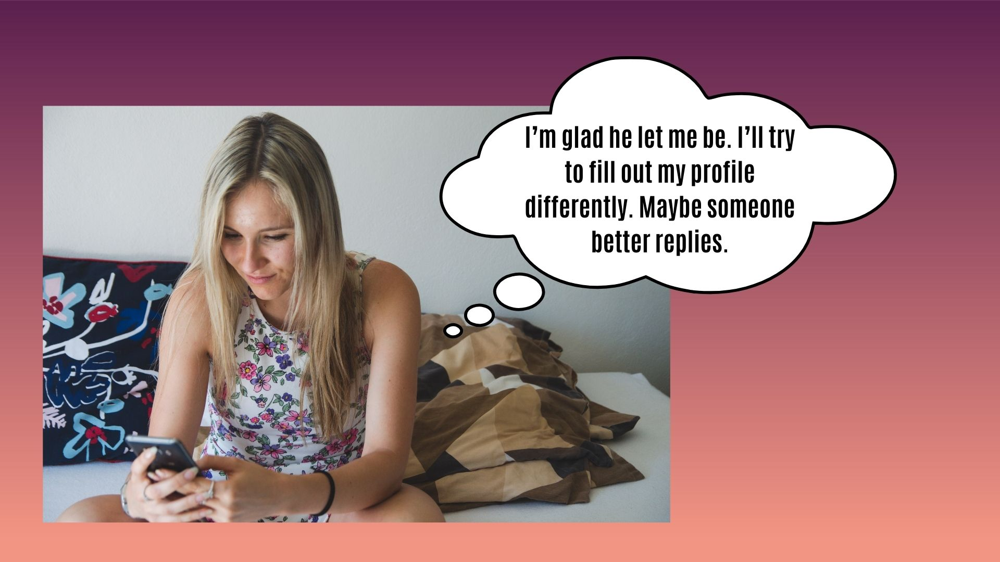 I’m glad he let me be. I’ll try
to fill out my profile
differently. Maybe someone
better replies.